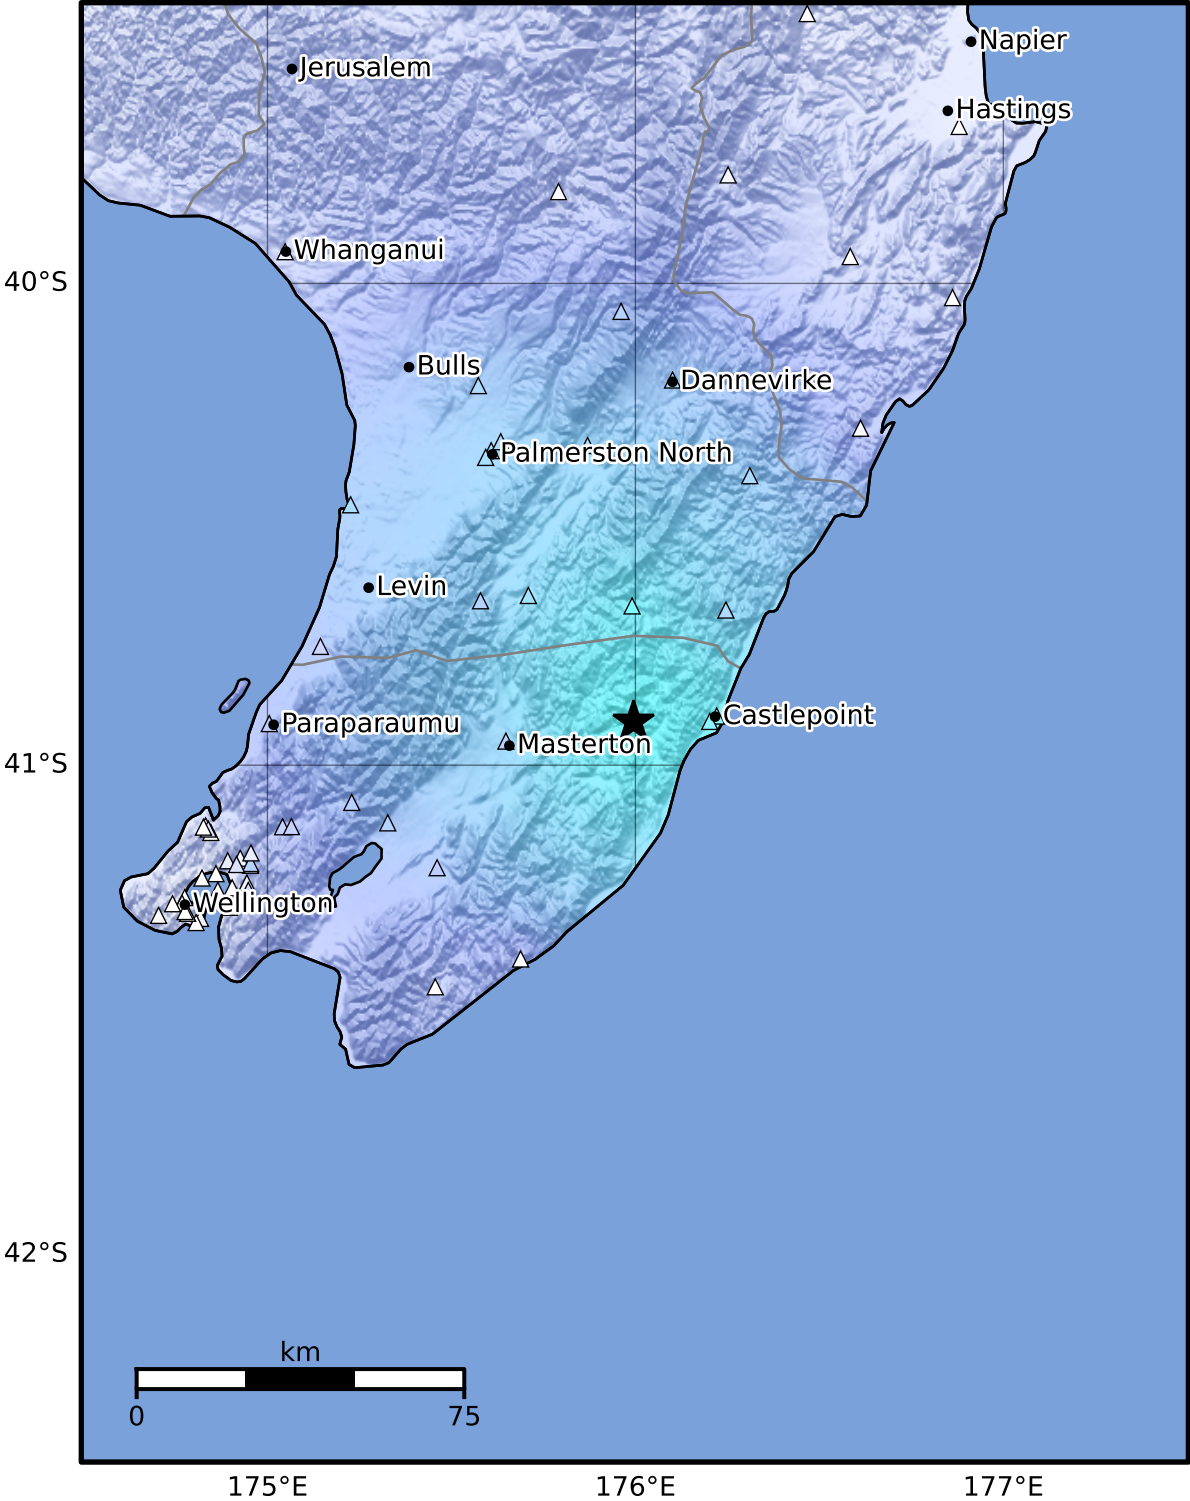 Napier
Jerusalem
Hastings
Whanganui
40°S
Bulls
Dannevirke
Palmerston North
Levin
Castlepoint
Paraparaumu
Masterton
41°S
Wellington
42°S
km
0 75
175°E 176°E 177°E